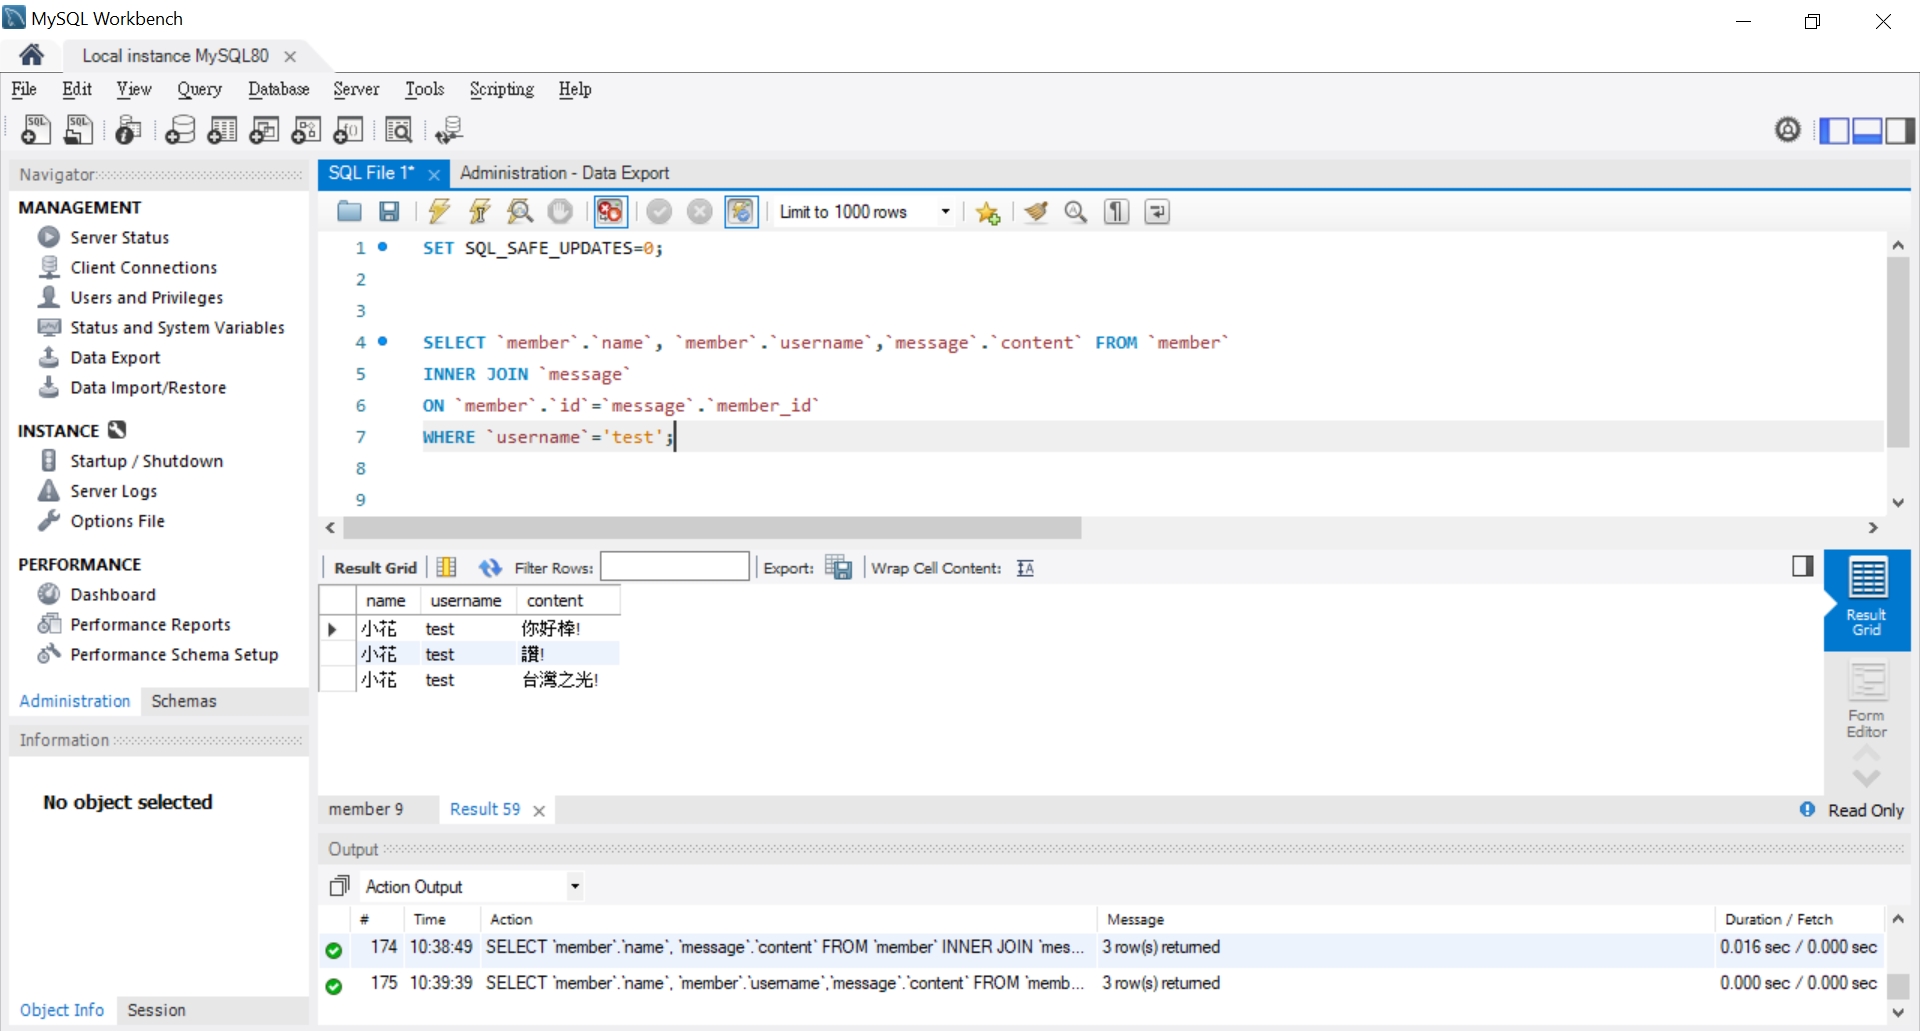 MySQL Workbench
Local instance MySQL80
File Edit View Query Database Server Tools Scripting Help
Navigator
MANAGEMENT
Server Status
Client Connections
Users and Privileges
Status and System Variables
Data Export
Data Import/Restore
INSTANCE
Startup / Shutdown
Server Logs
Options File
PERFORMANCE
Dashboard
Performance Reports
Performance Schema Setup
Administration Schemas
Information
No object selected
Object Info Session
SQL File 1* Administration - Data Export
Limit to 1000 rows
1 SET SQL_SAFE_UPDATES=0;
2
3
4 SELECT `member`.`name`, `member`.`username`,`message`.`content` FROM `member`
5 INNER JOIN `message`
6 ON `member`.`id`=`message`.`member_id`
7 WHERE `username`='test';
8
9
Result Grid Filter Rows: Export: Wrap Cell Content:
name username content
小花 test 你好棒!
小花 test 讚!
小花 test 台灣之光!
Result Grid
Form Editor
member 9 Result 59
Read Only
Output
Action Output
# Time Action Message Duration / Fetch
174 10:38:49 SELECT `member`.`name`, `message`.`content` FROM `member` INNER JOIN `mes... 3 row(s) returned 0.016 sec / 0.000 sec
175 10:39:39 SELECT `member`.`name`, `member`.`username`,`message`.`content` FROM `memb... 3 row(s) returned 0.000 sec / 0.000 sec